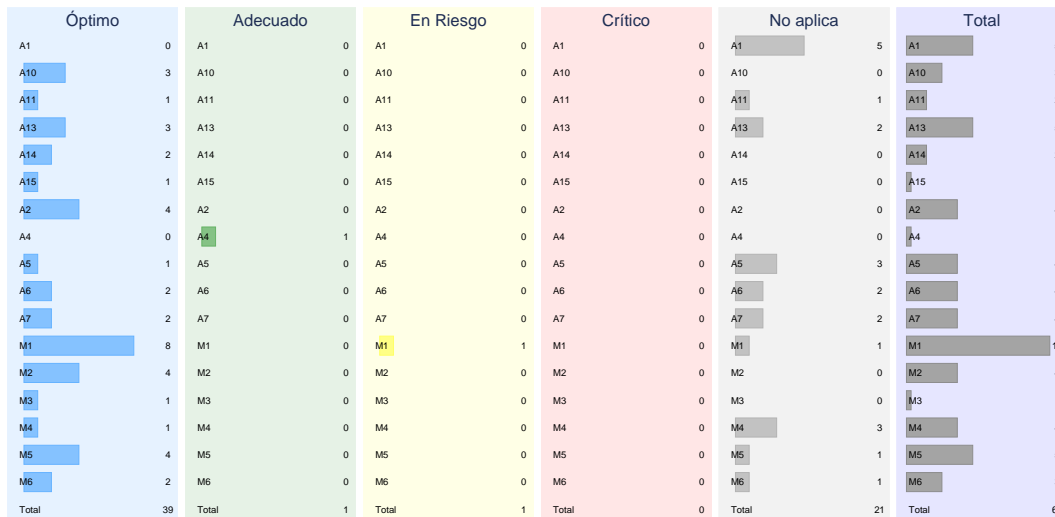 Óptimo Adecuado En Riesgo Crítico No aplica Total
A1 0 A1 0 A1 0 A1 0 A1 5 A1
A10 3 A10 0 A10 0 A10 0 A10 0 A10
A11 1 A11 0 A11 0 A11 0 A11 1 A11
A13 3 A13 0 A13 0 A13 0 A13 2 A13
A14 2 A14 0 A14 0 A14 0 A14 0 A14
A15 1 A15 0 A15 0 A15 0 A15 0 A15
A2 4 A2 0 A2 0 A2 0 A2 0 A2
A4 0 A4 1 A4 0 A4 0 A4 0 A4
A5 1 A5 0 A5 0 A5 0 A5 3 A5
A6 2 A6 0 A6 0 A6 0 A6 2 A6
A7 2 A7 0 A7 0 A7 0 A7 2 A7
M1 8 M1 0 M1 1 M1 0 M1 1 M1 1
M2 4 M2 0 M2 0 M2 0 M2 0 M2
M3 1 M3 0 M3 0 M3 0 M3 0 M3
M4 1 M4 0 M4 0 M4 0 M4 3 M4
M5 4 M5 0 M5 0 M5 0 M5 1 M5
M6 2 M6 0 M6 0 M6 0 M6 1 M6
Total 39 Total 1 Total 1 Total 0 Total 21 Total 6